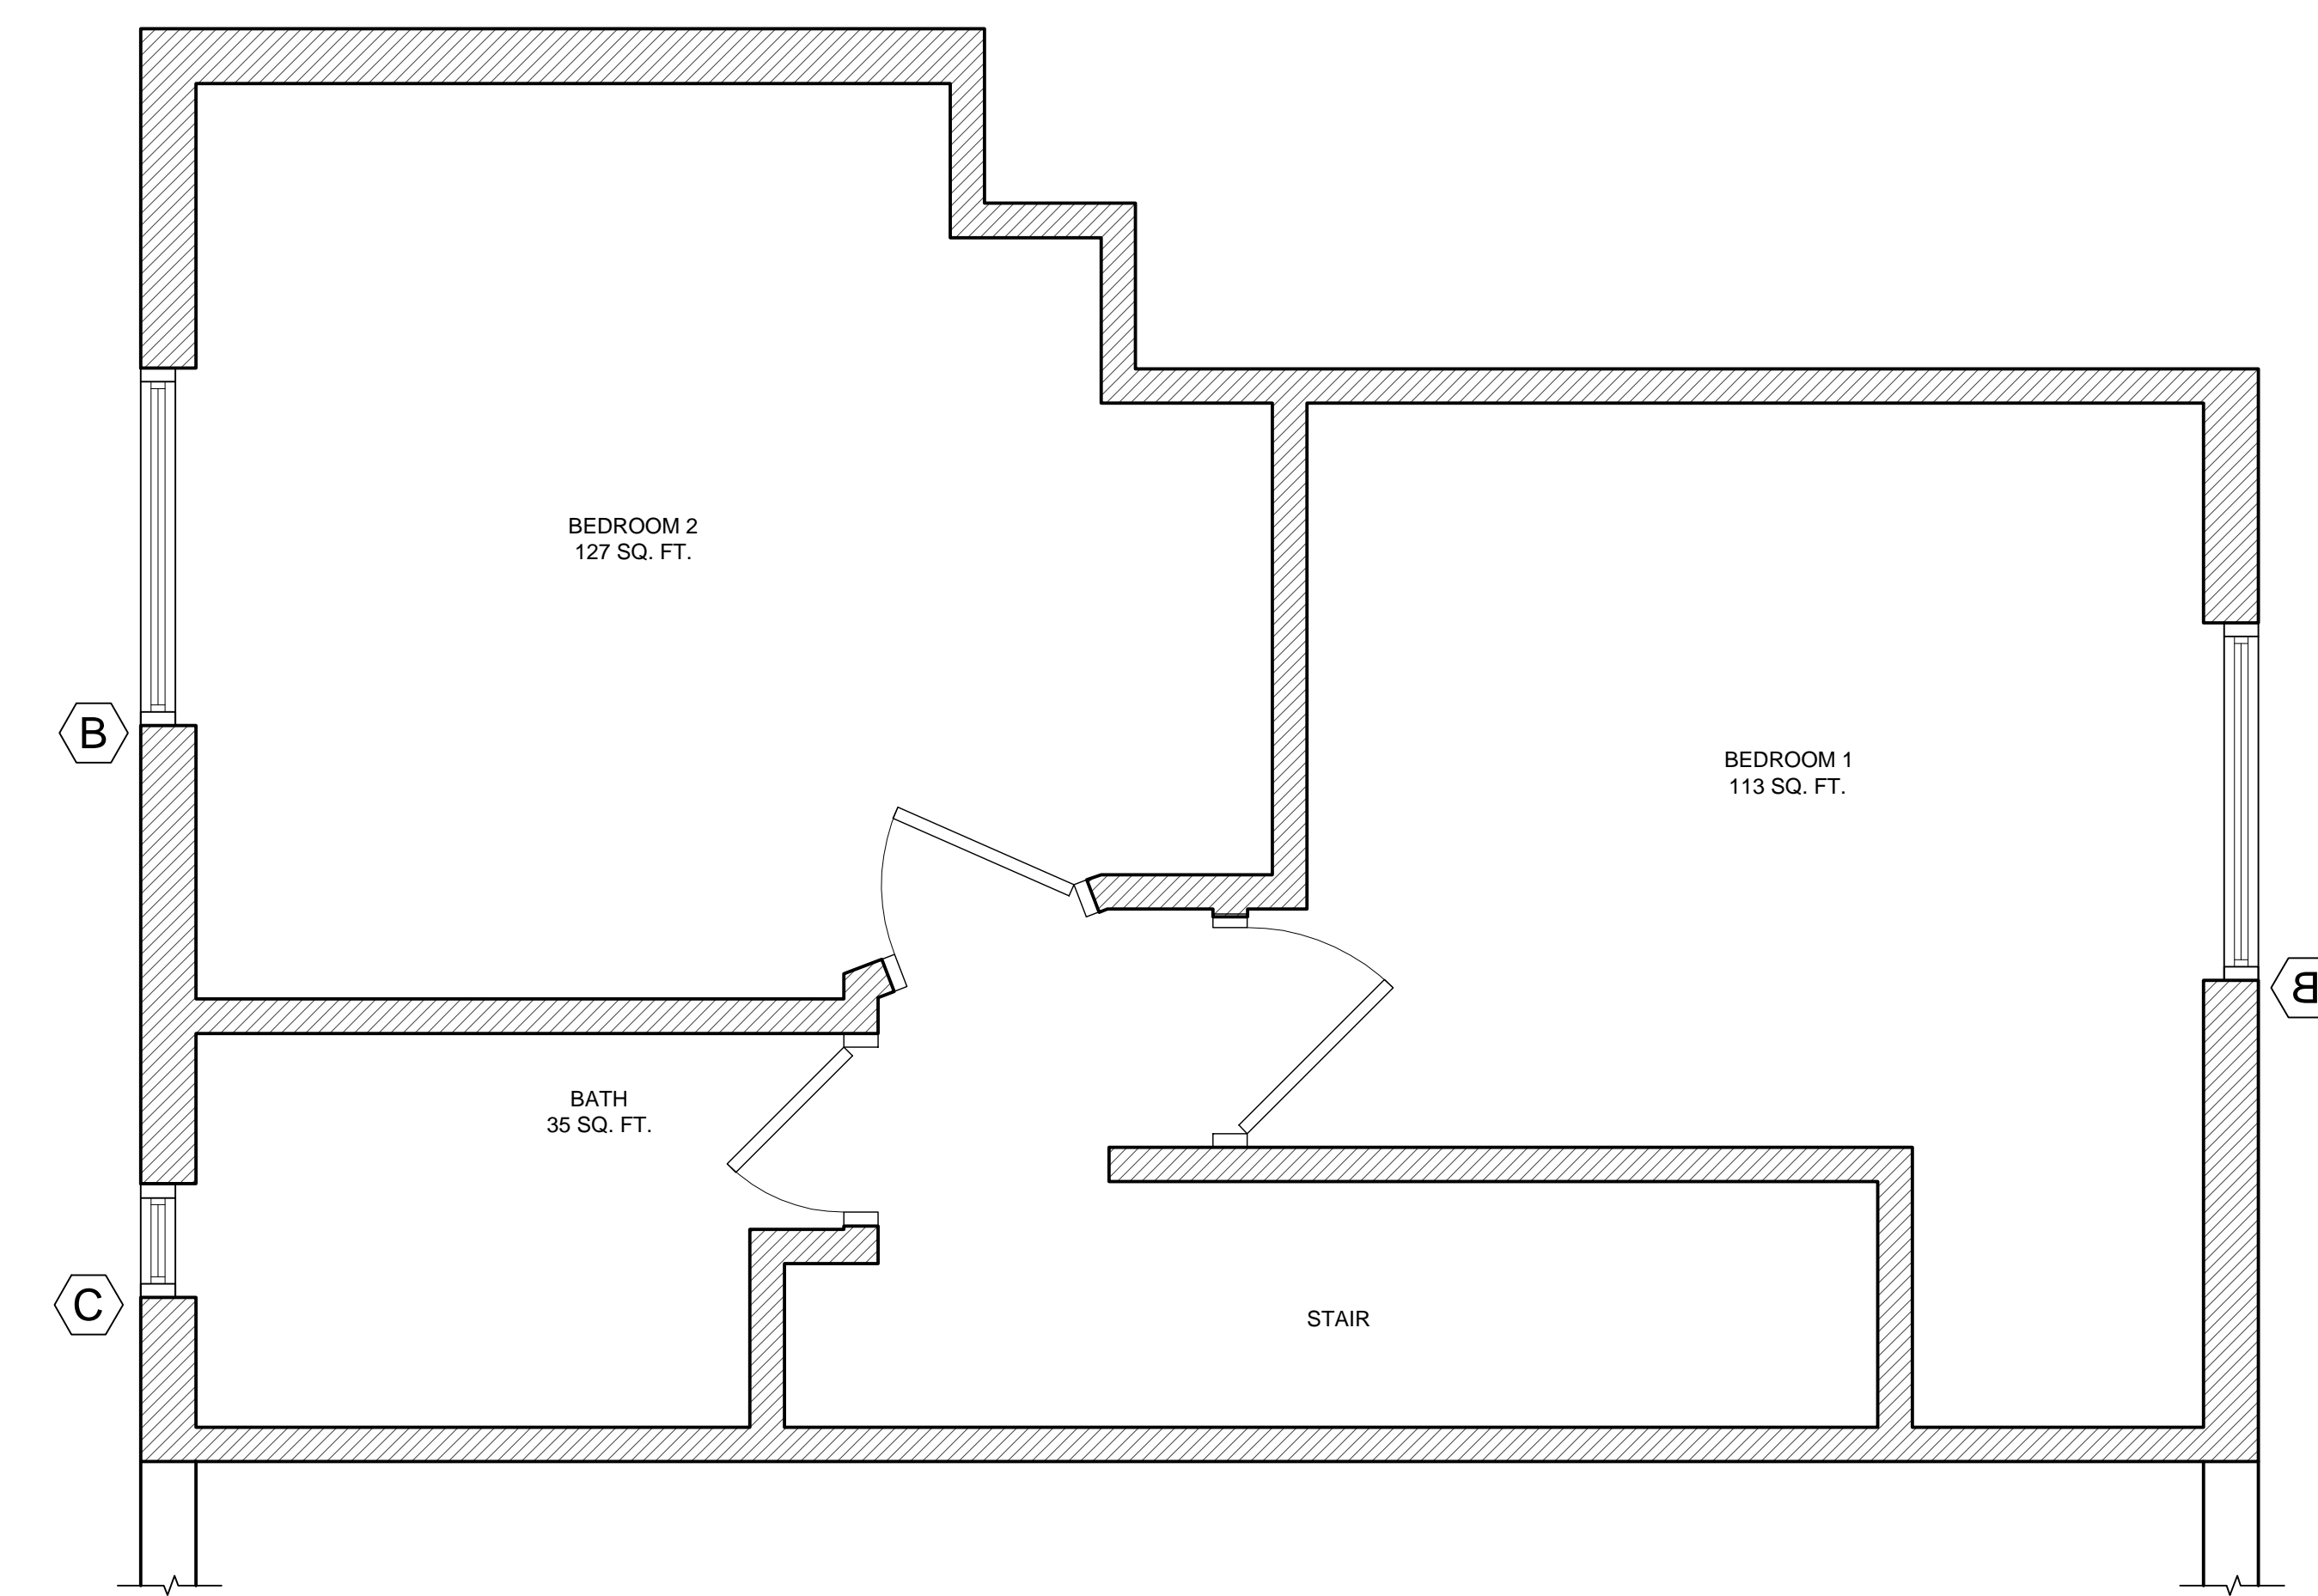 BEDROOM 2
127 SQ. FT.
B
BEDROOM 1
113 SQ. FT.
B
BATH
35 SQ. FT.
C
STAIR